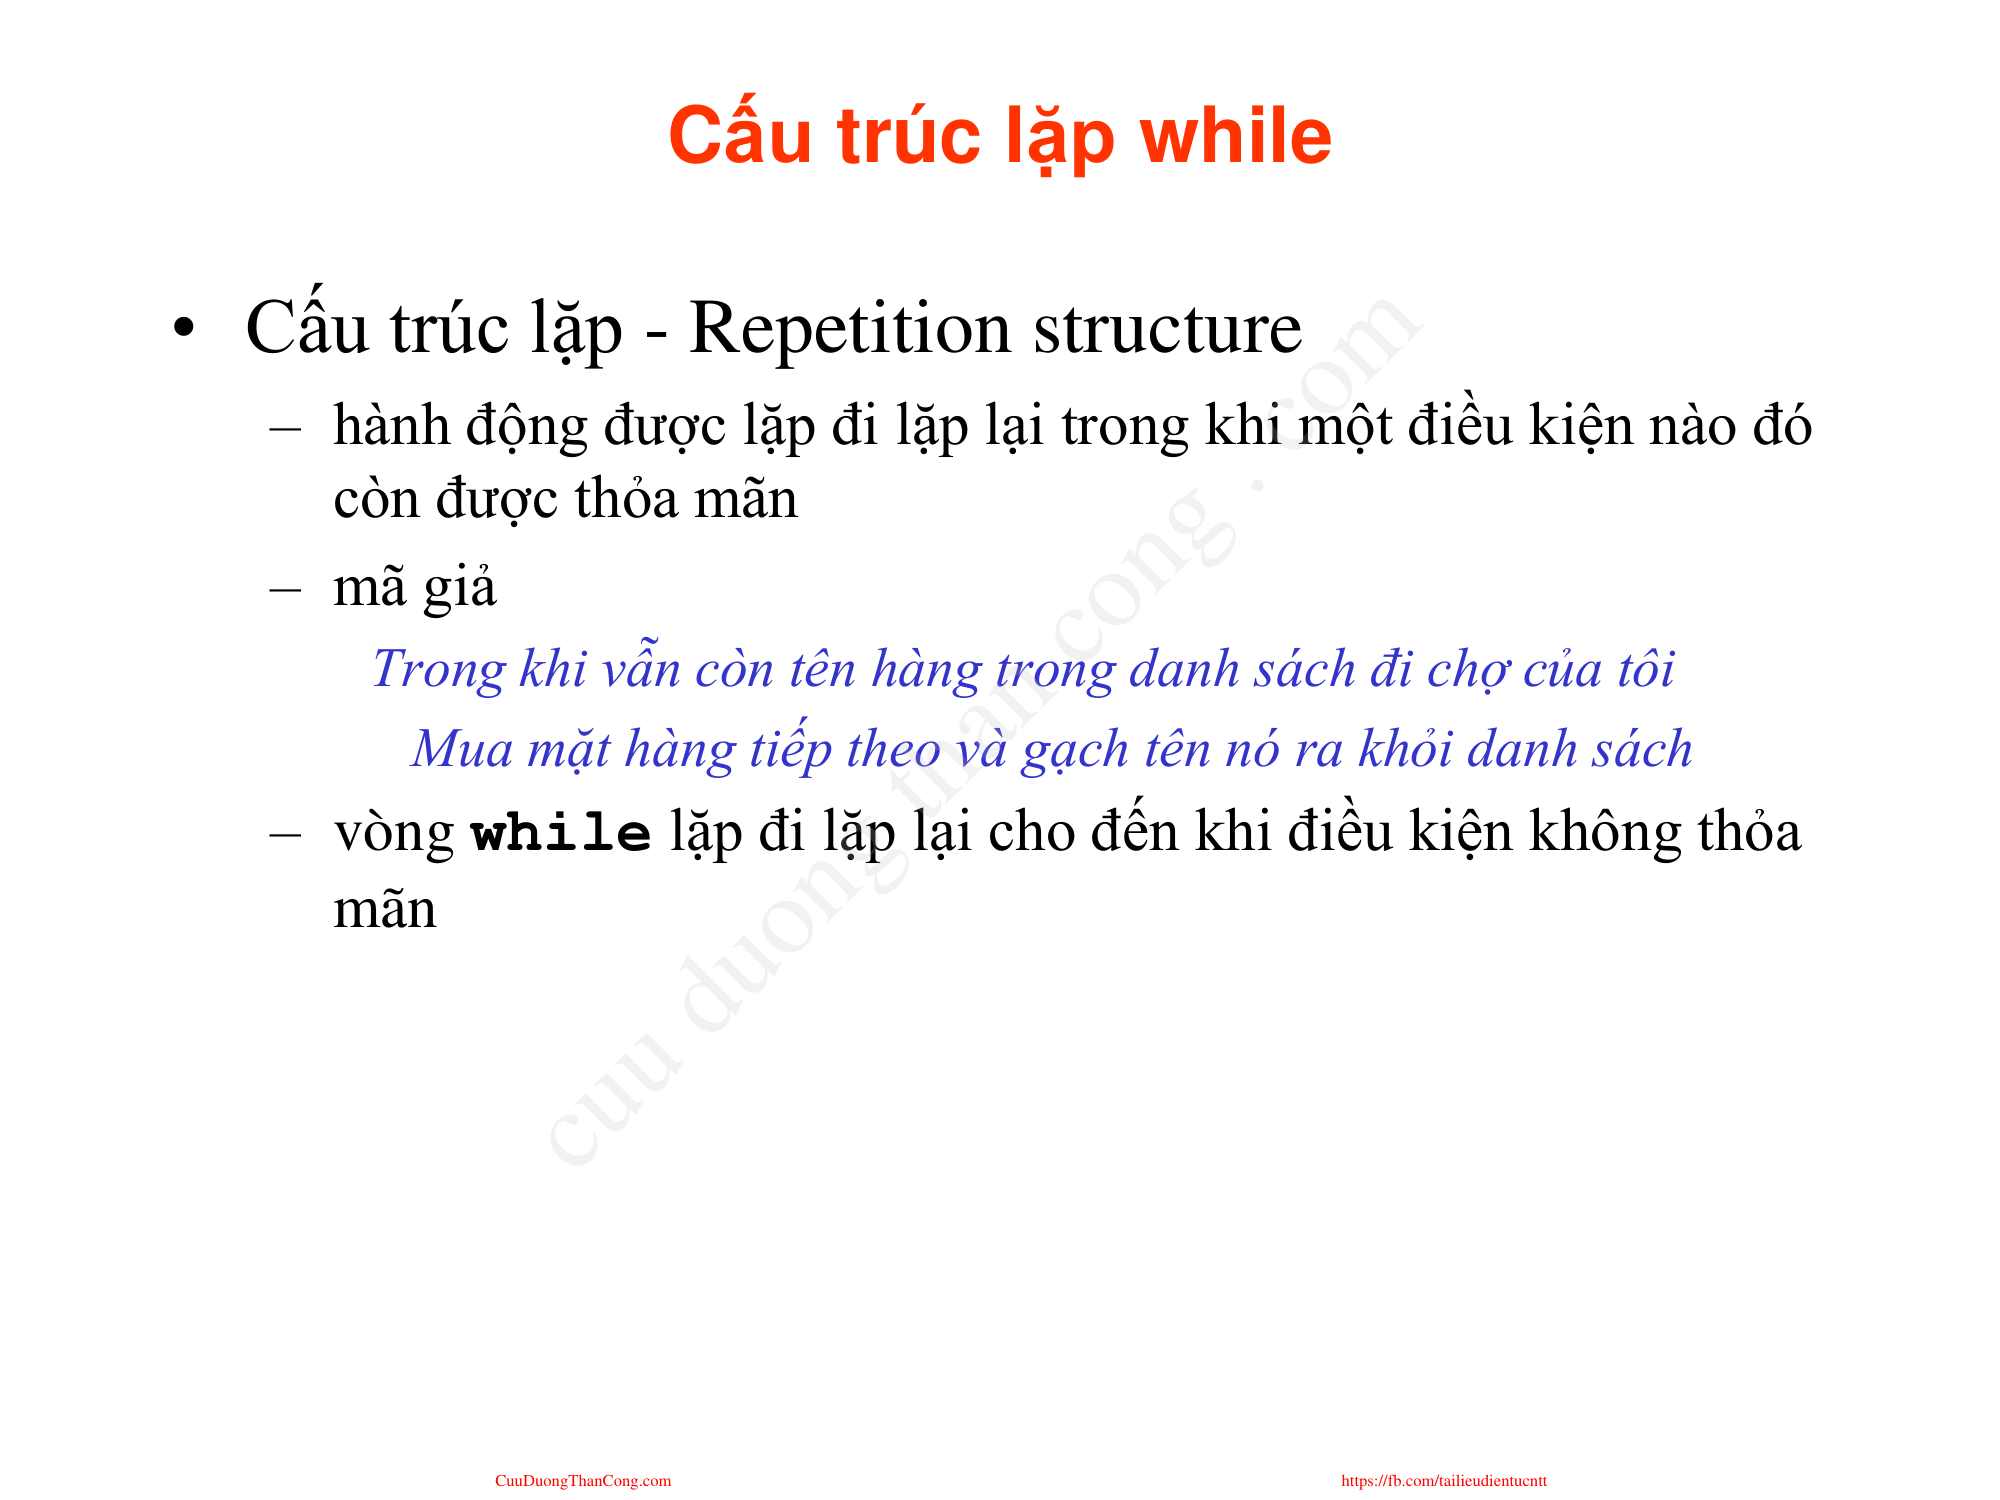 Cấu trúc lặp while
• Cấu trúc lặp - Repetition structure
– hành động được lặp đi lặp lại trong khi một điều kiện nào đó
còn được thỏa mãn
– mã giả
Trong khi vẫn còn tên hàng trong danh sách đi chợ của tôi
Mua mặt hàng tiếp theo và gạch tên nó ra khỏi danh sách
– vòng while lặp đi lặp lại cho đến khi điều kiện không thỏa
mãn
cuu duong than cong . com
CuuDuongThanCong.com
https://fb.com/tailieudientucntt